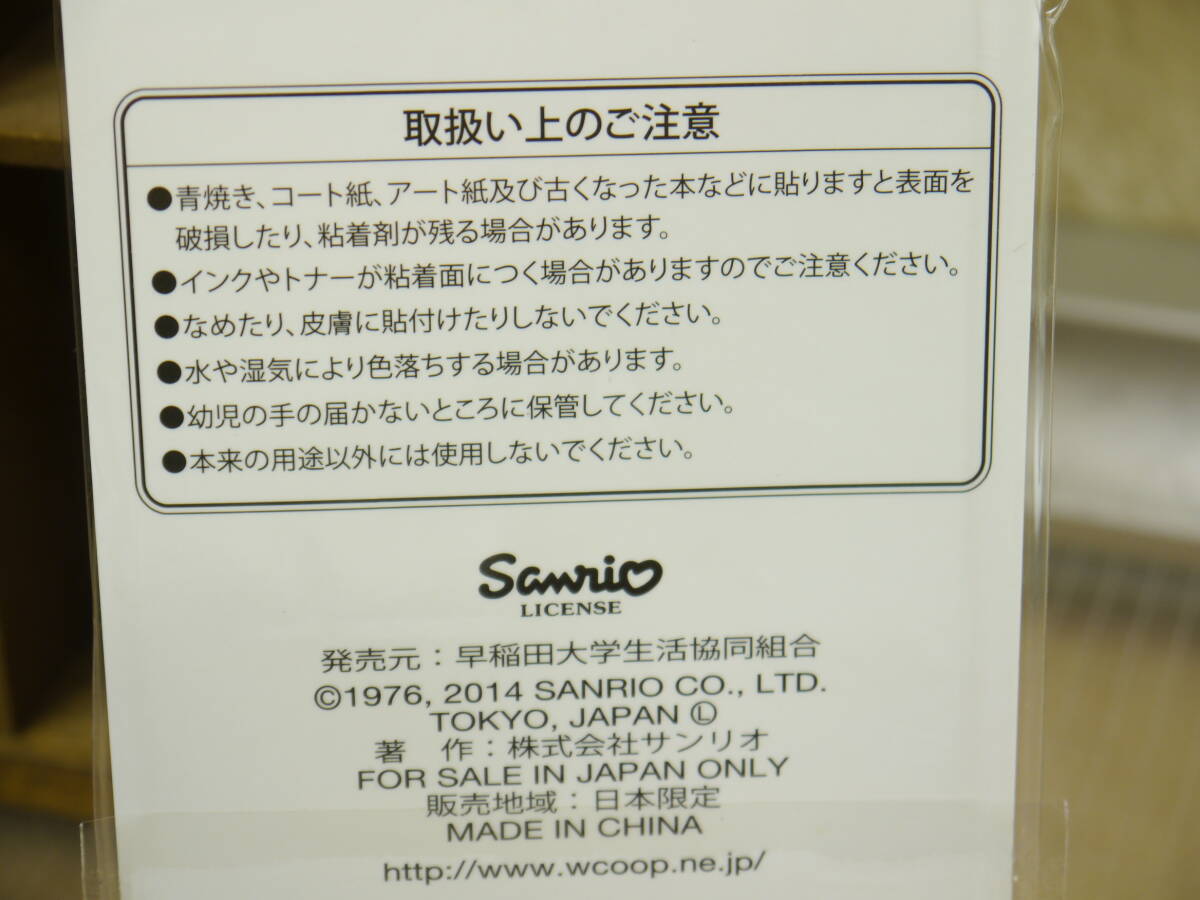 取扱い上のご注意
●青焼き、コート紙、アート紙及び古くなった本などに貼りますと表面を
破損したり、粘着剤が残る場合があります。
●インクやトナーが粘着面につく場合がありますのでご注意ください。
●なめたり、皮膚に貼付けたりしないでください。
●水や湿気により色落ちする場合があります。
●幼児の手の届かないところに保管してください。
●本来の用途以外には使用しないでください。
Sanrio
LICENSE
発売元：早稲田大学生活協同組合
©1976, 2014 SANRIO CO., LTD.
TOKYO, JAPAN Ⓛ
著　作：株式会社サンリオ
FOR SALE IN JAPAN ONLY
販売地域：日本限定
MADE IN CHINA
http://www.wcoop.ne.jp/